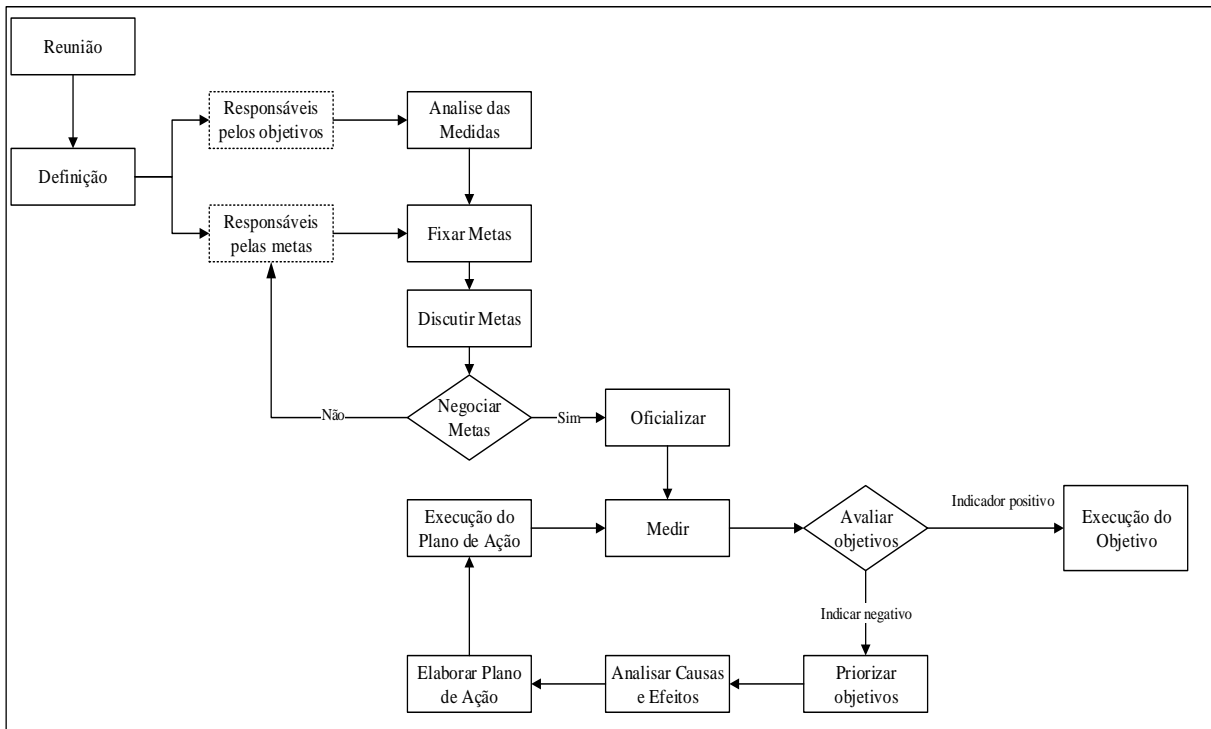 Reunião
Definição
Responsáveis
pelos objetivos
Analise das
Medidas
Responsáveis
pelas metas
Fixar Metas
Discutir Metas
Negociar
Metas
Não
Sim
Oficializar
Execução do
Plano de Ação
Medir
Avaliar
objetivos
Indicador positivo
Execução do
Objetivo
Indicar negativo
Elaborar Plano
de Ação
Analisar Causas
e Efeitos
Priorizar
objetivos